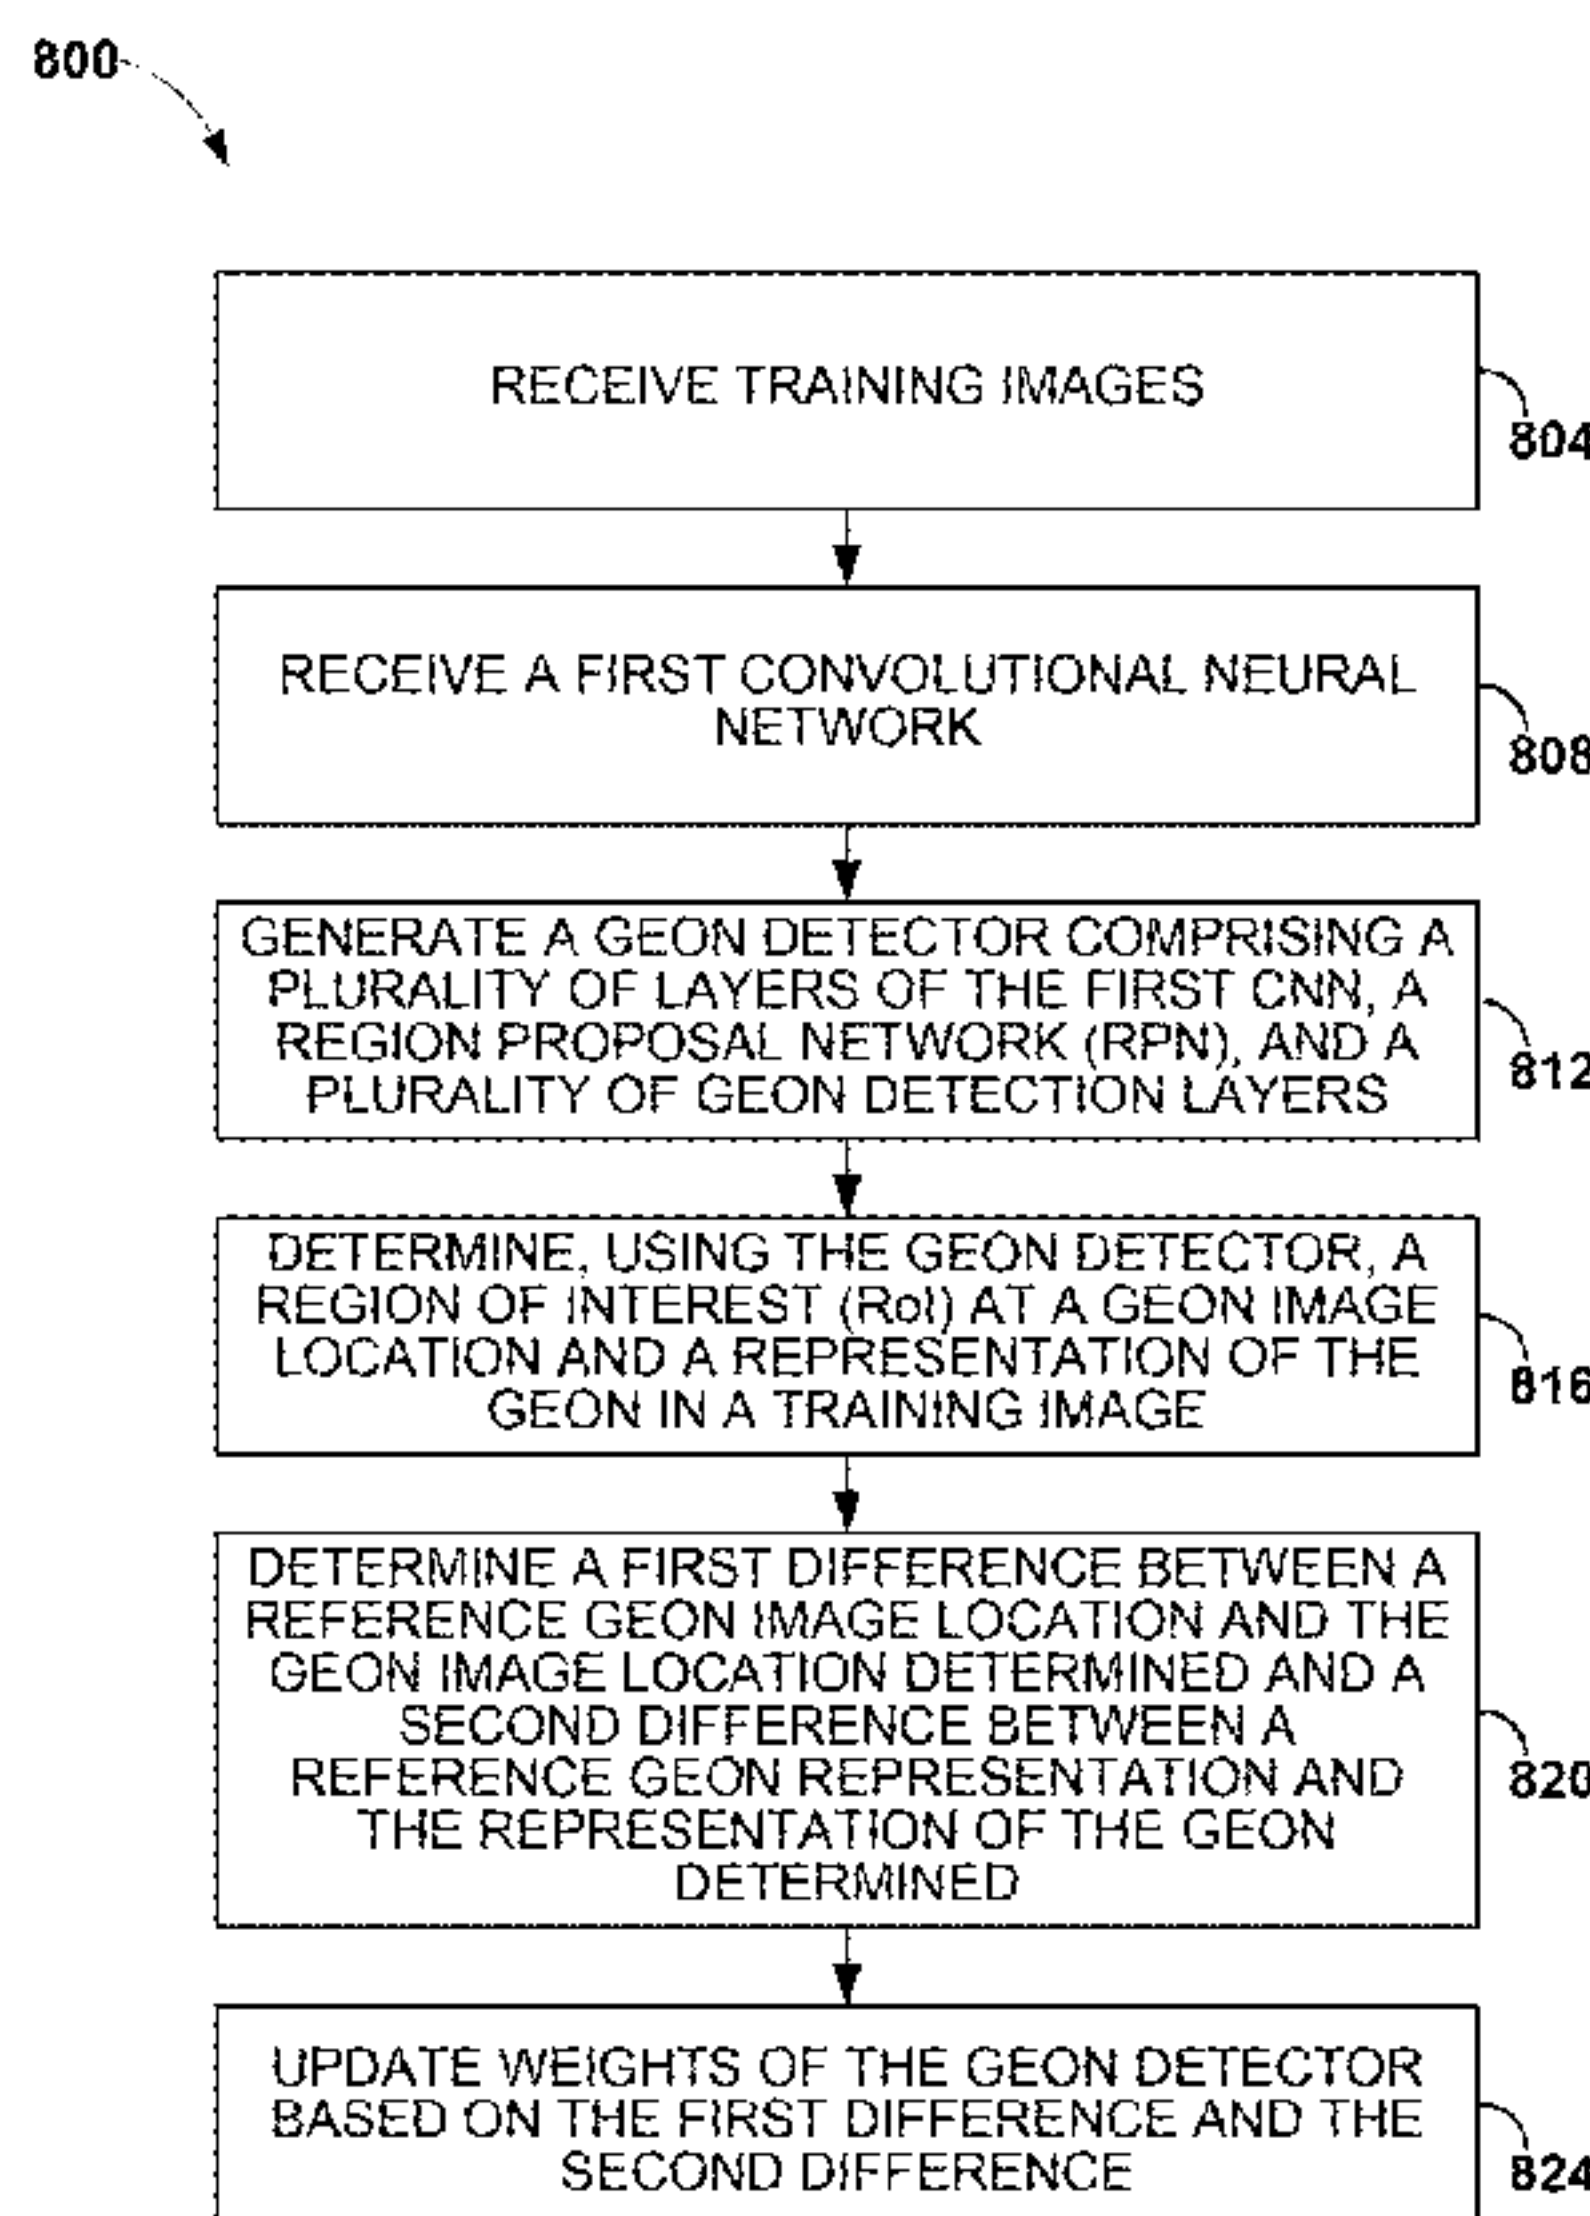 800
RECEIVE TRAINING IMAGES
804
RECEIVE A FIRST CONVOLUTIONAL NEURAL
NETWORK
808
GENERATE A GEON DETECTOR COMPRISING A
PLURALITY OF LAYERS OF THE FIRST CNN, A
REGION PROPOSAL NETWORK (RPN), AND A
PLURALITY OF GEON DETECTION LAYERS
812
DETERMINE, USING THE GEON DETECTOR, A
REGION OF INTEREST (RoI) AT A GEON IMAGE
LOCATION AND A REPRESENTATION OF THE
GEON IN A TRAINING IMAGE
816
DETERMINE A FIRST DIFFERENCE BETWEEN A
REFERENCE GEON IMAGE LOCATION AND THE
GEON IMAGE LOCATION DETERMINED AND A
SECOND DIFFERENCE BETWEEN A
REFERENCE GEON REPRESENTATION AND
THE REPRESENTATION OF THE GEON
DETERMINED
820
UPDATE WEIGHTS OF THE GEON DETECTOR
BASED ON THE FIRST DIFFERENCE AND THE
SECOND DIFFERENCE
824